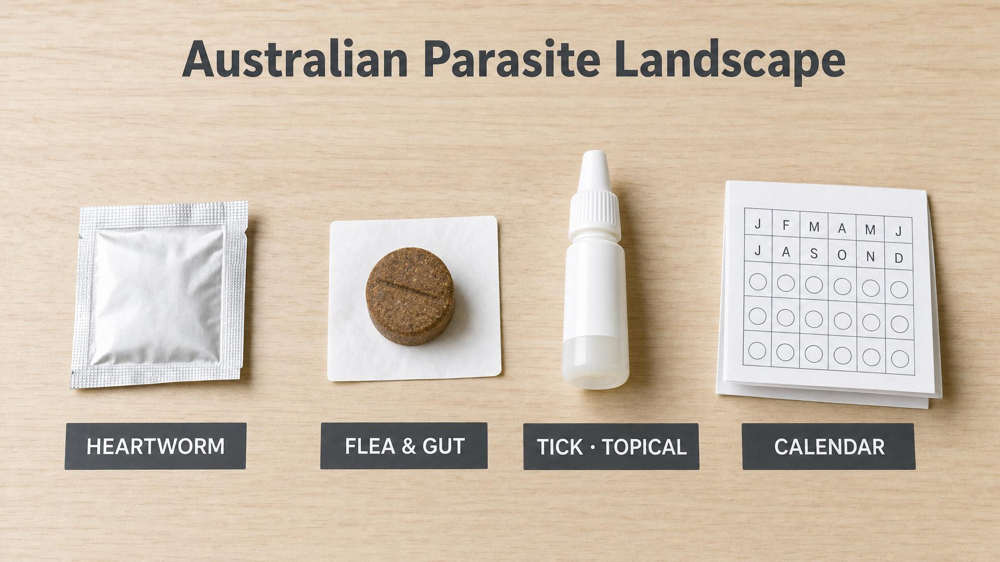 Australian Parasite Landscape
J F M A M J
J A S O N D
HEARTWORM
FLEA & GUT
TICK · TOPICAL
CALENDAR